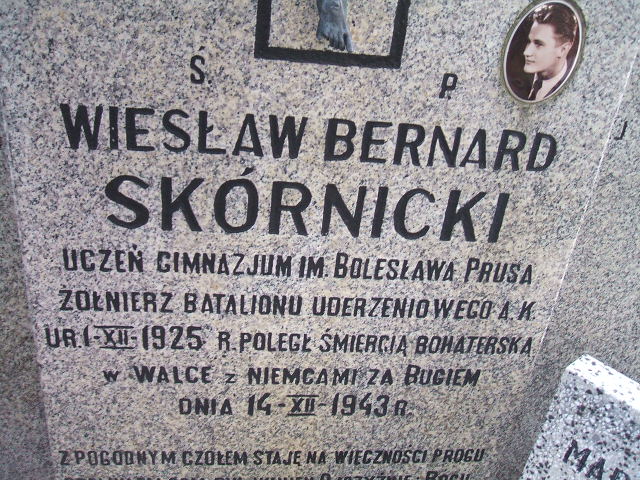 Ś. P.
WIESŁAW BERNARD
SKÓRNICKI
UCZEŃ GIMNAZJUM IM. BOLESŁAWA PRUSA
ŻOŁNIERZ BATALIONU UDERZENIOWEGO A.K.
UR. 1-XII-1925 R. POLEGŁ ŚMIERCIĄ BOHATERSKĄ
W WALCE Z NIEMCAMI ZA BUGIEM
DNIA 14-XII-1943 R.
Z POGODNYM CZOŁEM STAJĘ NA WIECZNOŚCI PROGU
MAR